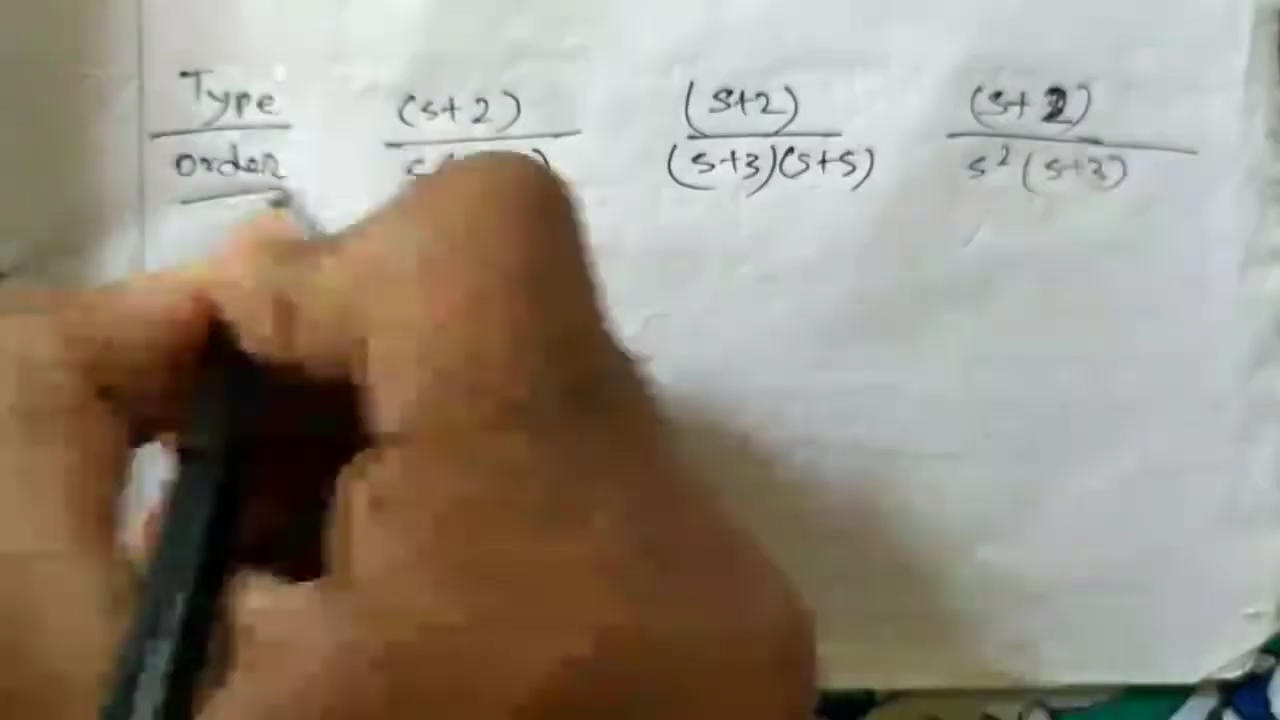 Type (s+2) (s+2) (s+2)
order s( ) (s+3)(s+5) s²(s+3)